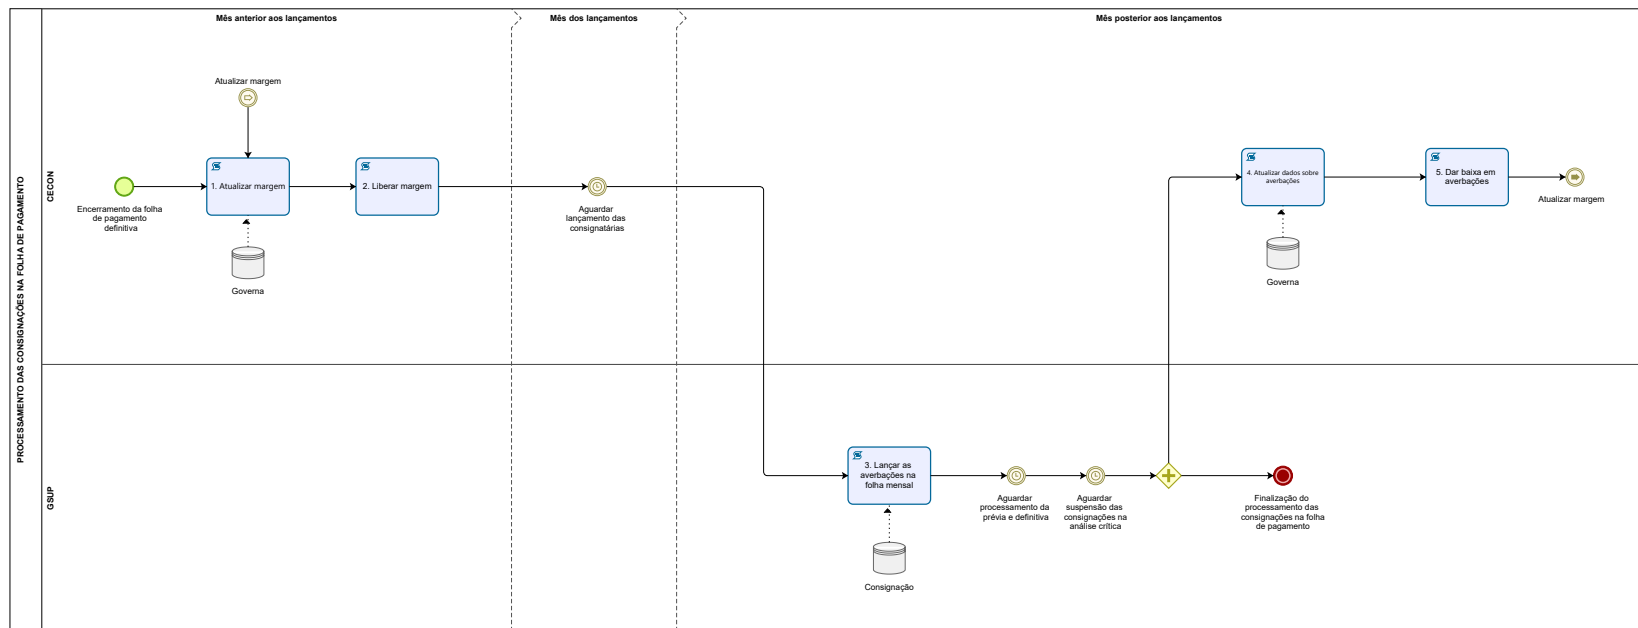 PROCESSAMENTO DAS CONSIGNAÇÕES NA FOLHA DE PAGAMENTO
Mês anterior aos lançamentos
Mês dos lançamentos
Mês posterior aos lançamentos
CECON
Atualizar margem
Encerramento da folha
de pagamento
definitiva
1. Atualizar margem
Governa
2. Liberar margem
Aguardar
lançamento das
consignatárias
4. Atualizar dados sobre
averbações
Governa
5. Dar baixa em
averbações
Atualizar margem
GSUP
3. Lançar as
averbações na
folha mensal
Consignação
Aguardar
processamento da
prévia e definitiva
Aguardar
suspensão das
consignações na
análise crítica
Finalização do
processamento das
consignações na folha
de pagamento